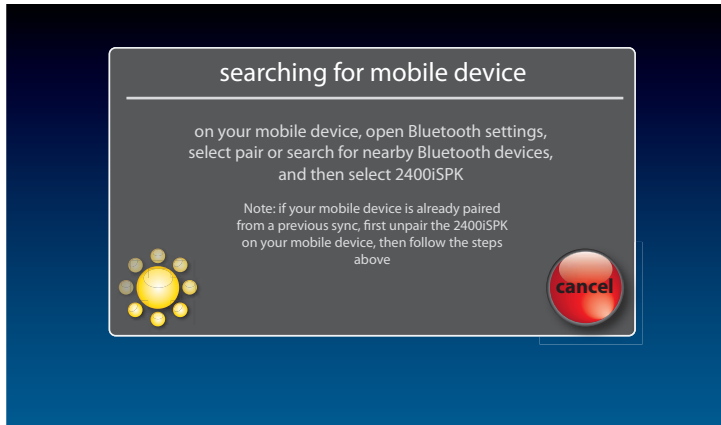 searching for mobile device
on your mobile device, open Bluetooth settings,
select pair or search for nearby Bluetooth devices,
and then select 2400iSPK
Note: if your mobile device is already paired
from a previous sync, first unpair the 2400iSPK
on your mobile device, then follow the steps
above
cancel